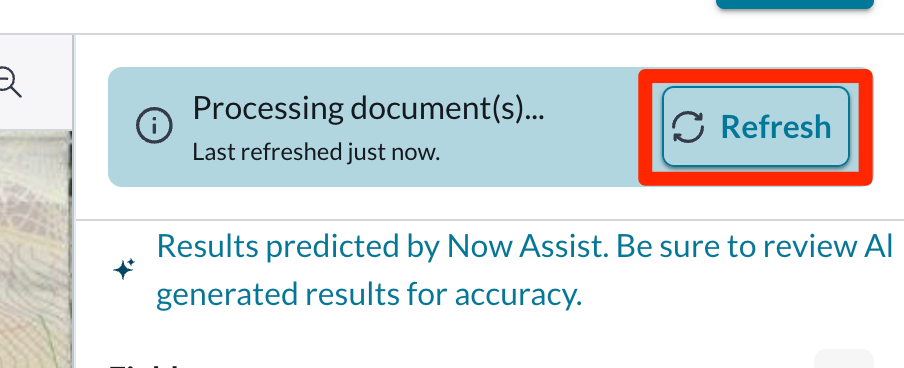 Processing document(s)...
Last refreshed just now.
Refresh
Results predicted by Now Assist. Be sure to review AI
generated results for accuracy.